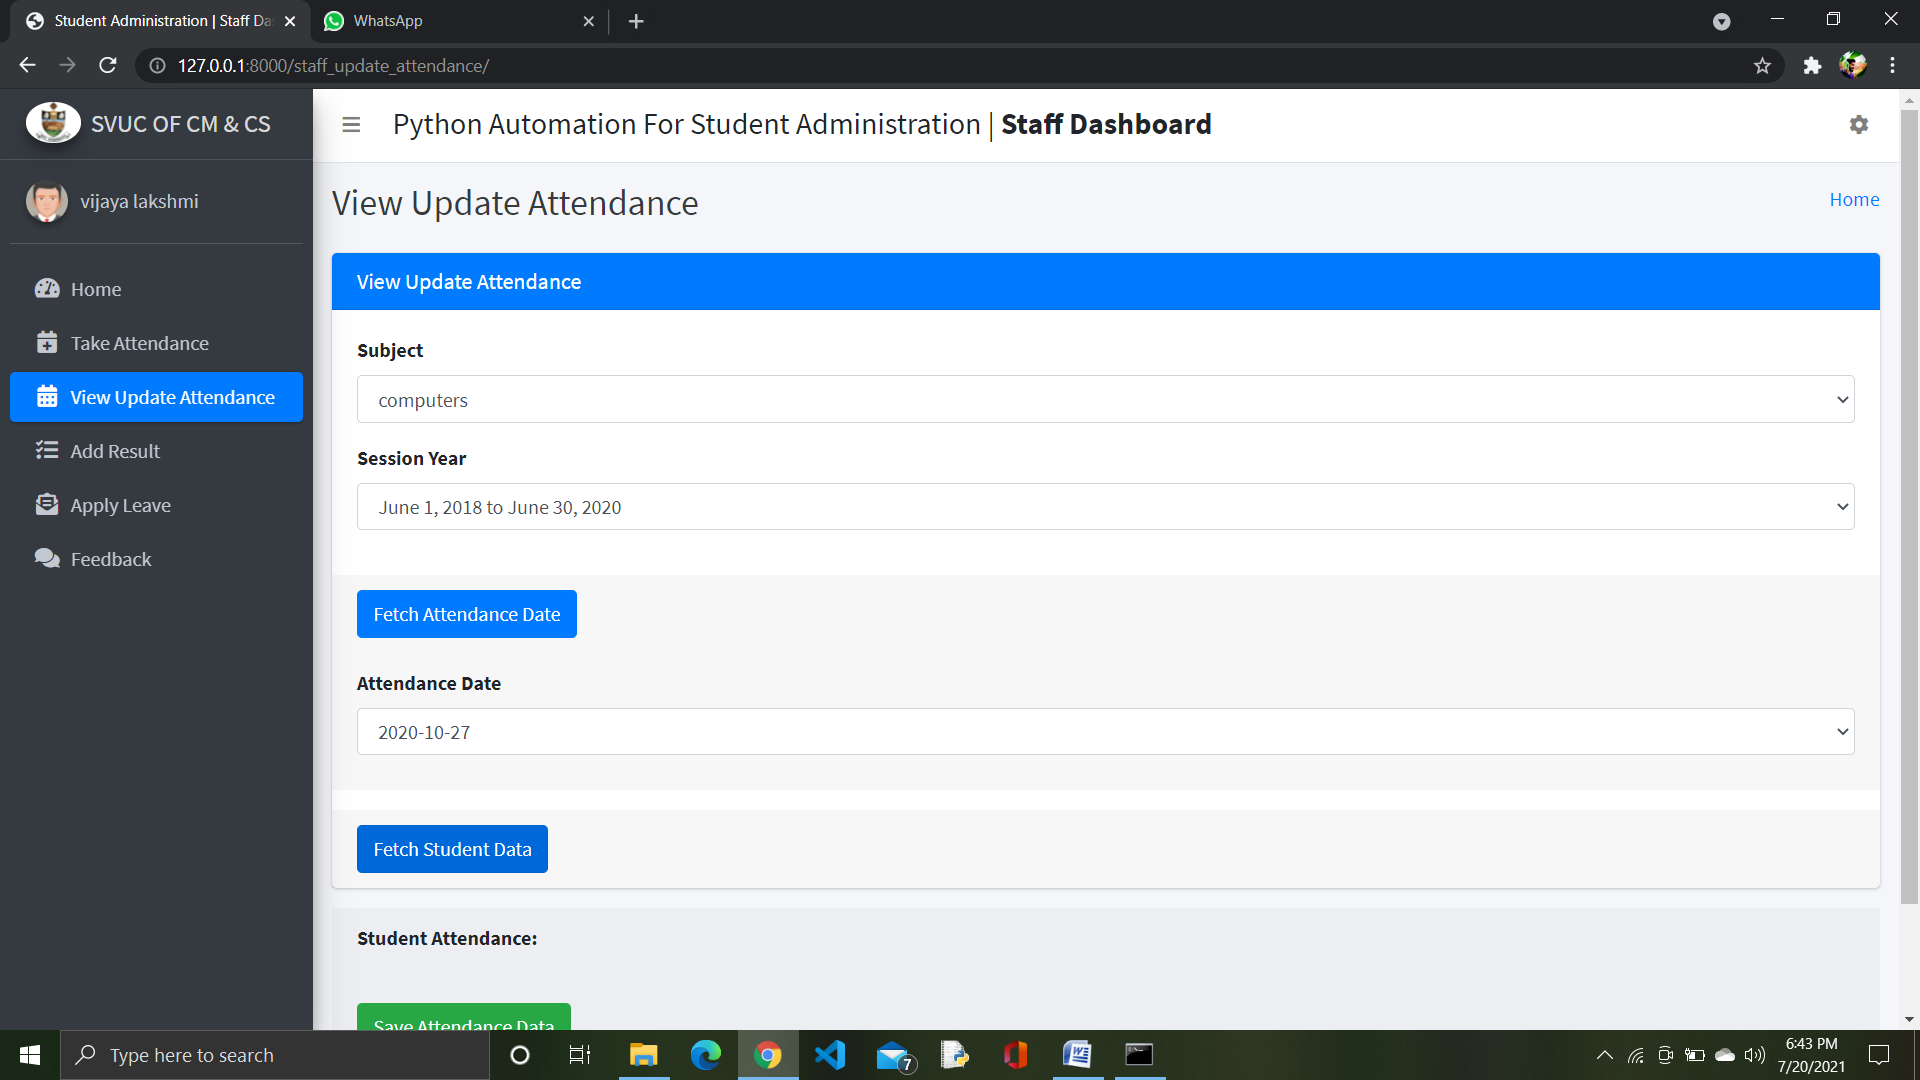 Student Administration | Staff Da
WhatsApp
127.0.0.1:8000/staff_update_attendance/
SVUC OF CM & CS
Python Automation For Student Administration | Staff Dashboard
vijaya lakshmi
View Update Attendance
Home
Home
Take Attendance
View Update Attendance
Add Result
Apply Leave
Feedback
View Update Attendance
Subject
computers
Session Year
June 1, 2018 to June 30, 2020
Fetch Attendance Date
Attendance Date
2020-10-27
Fetch Student Data
Student Attendance:
Save Attendance Data
Type here to search
7
6:43 PM
7/20/2021